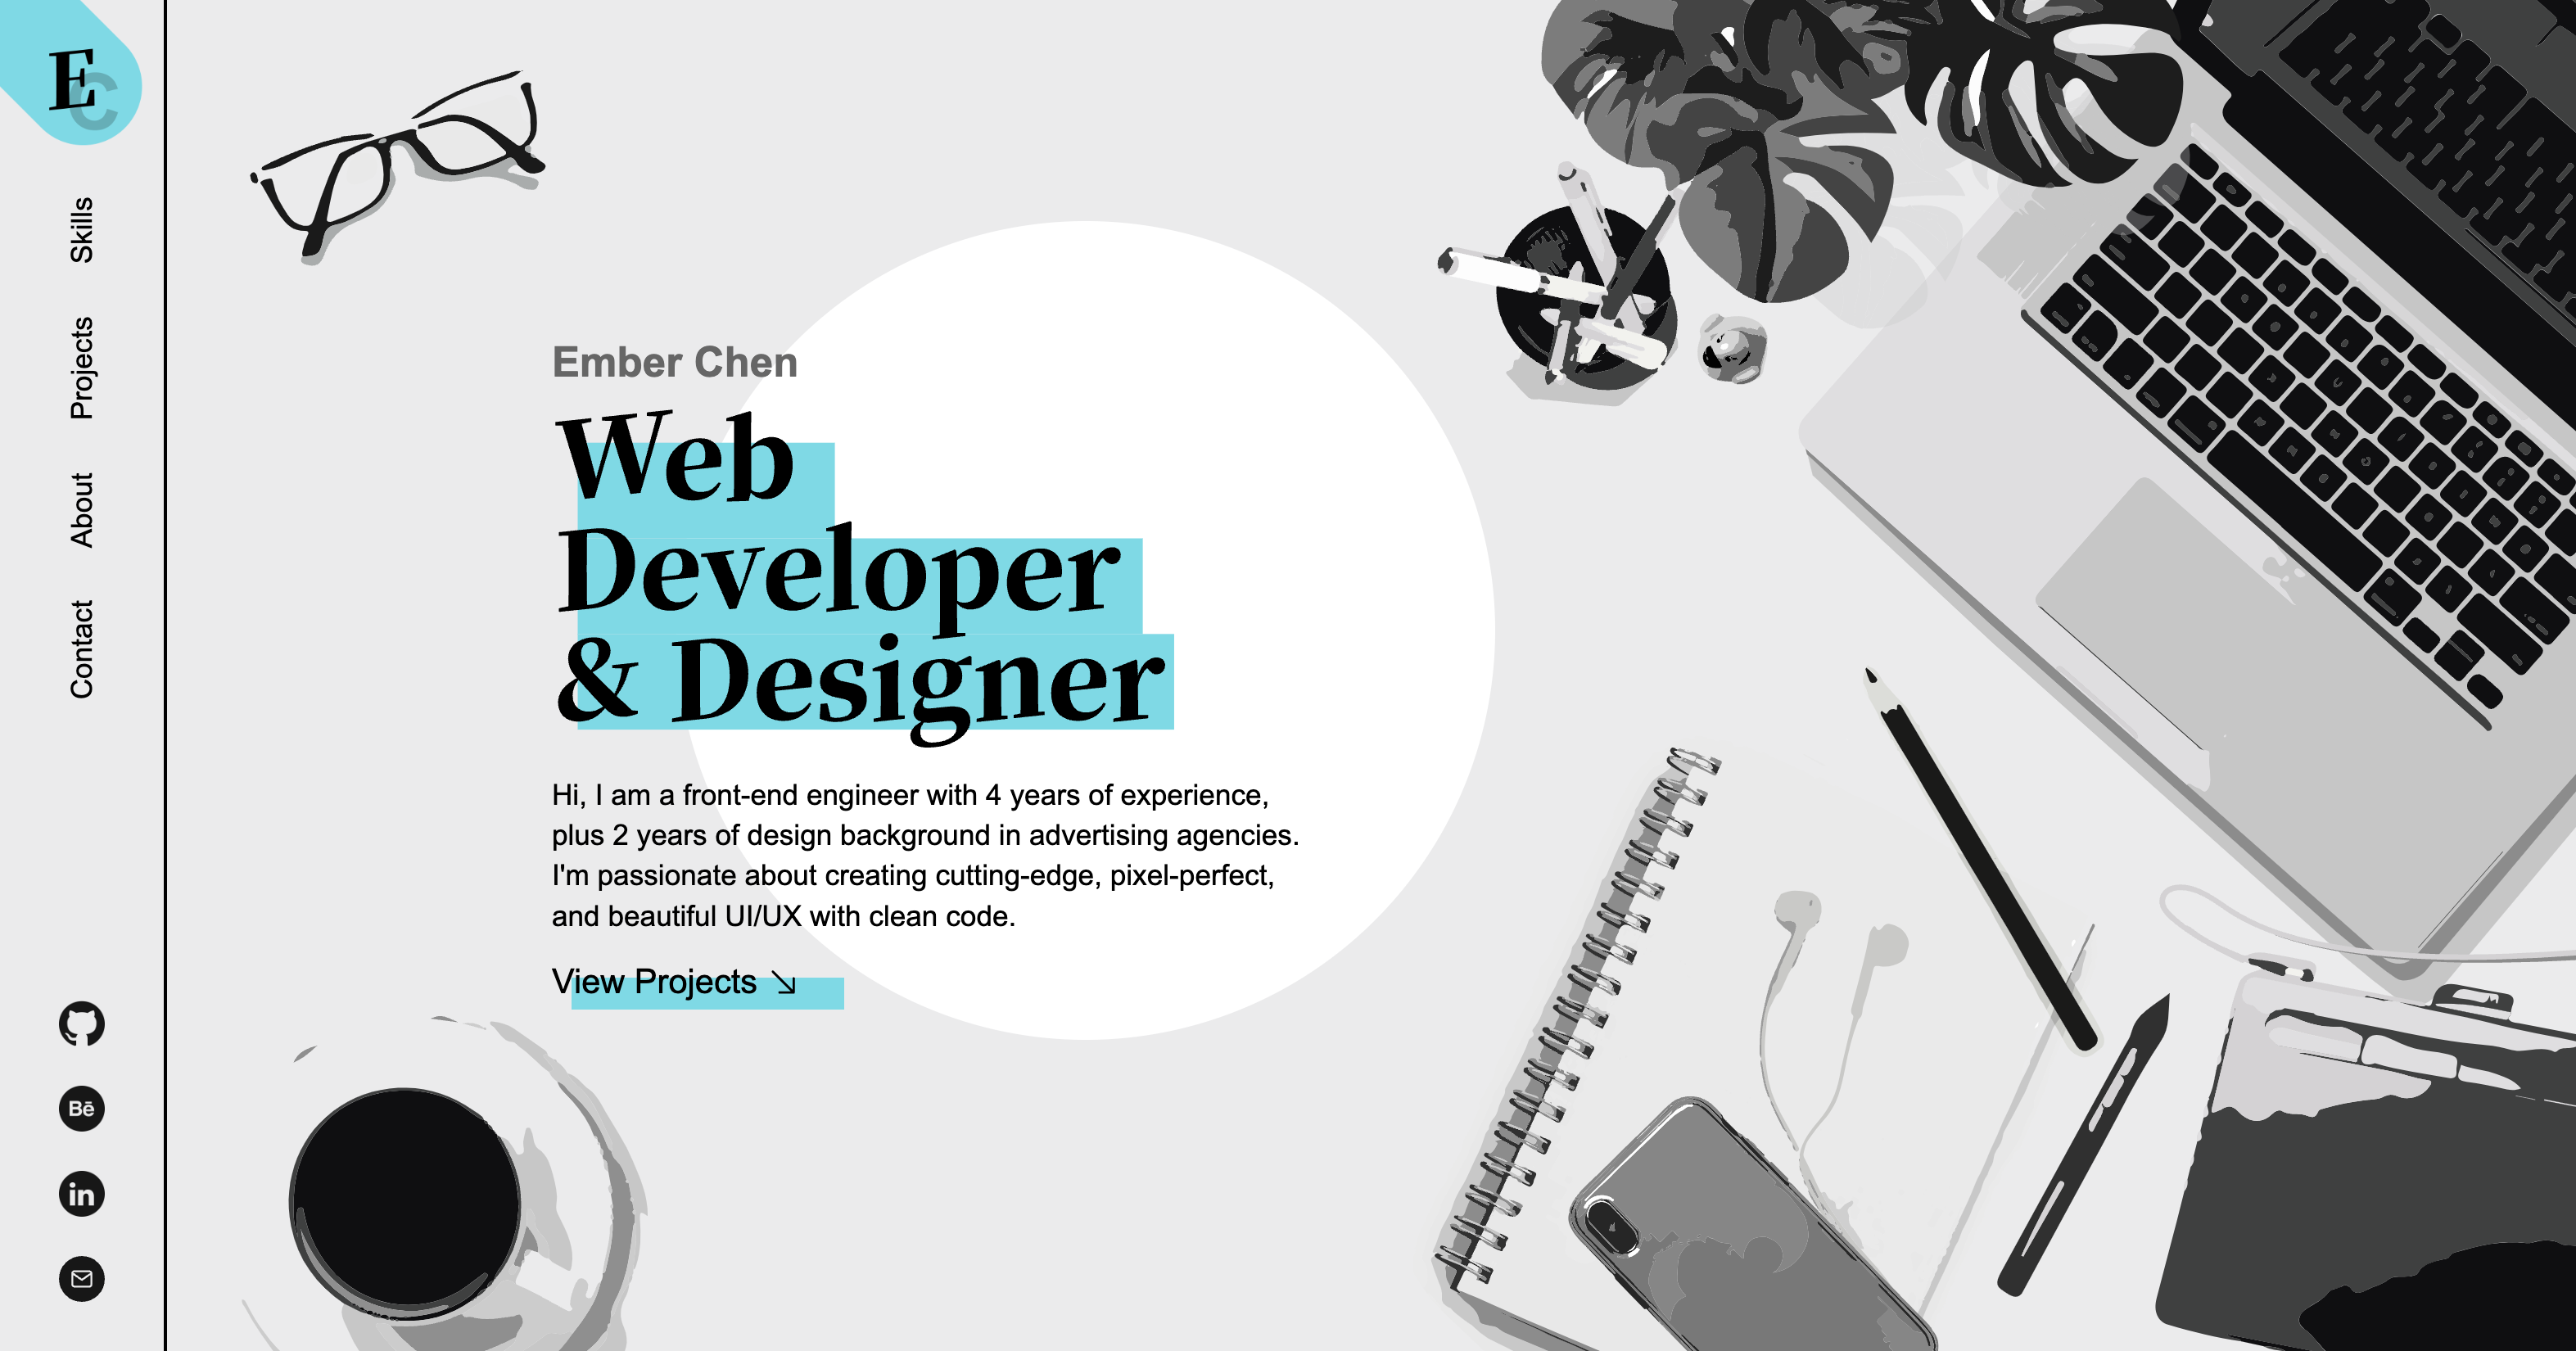 EC
Skills
Projects
About
Contact
Ember Chen
Web
Developer
& Designer
Hi, I am a front-end engineer with 4 years of experience,
plus 2 years of design background in advertising agencies.
I'm passionate about creating cutting-edge, pixel-perfect,
and beautiful UI/UX with clean code.
View Projects ↘
Bē
in